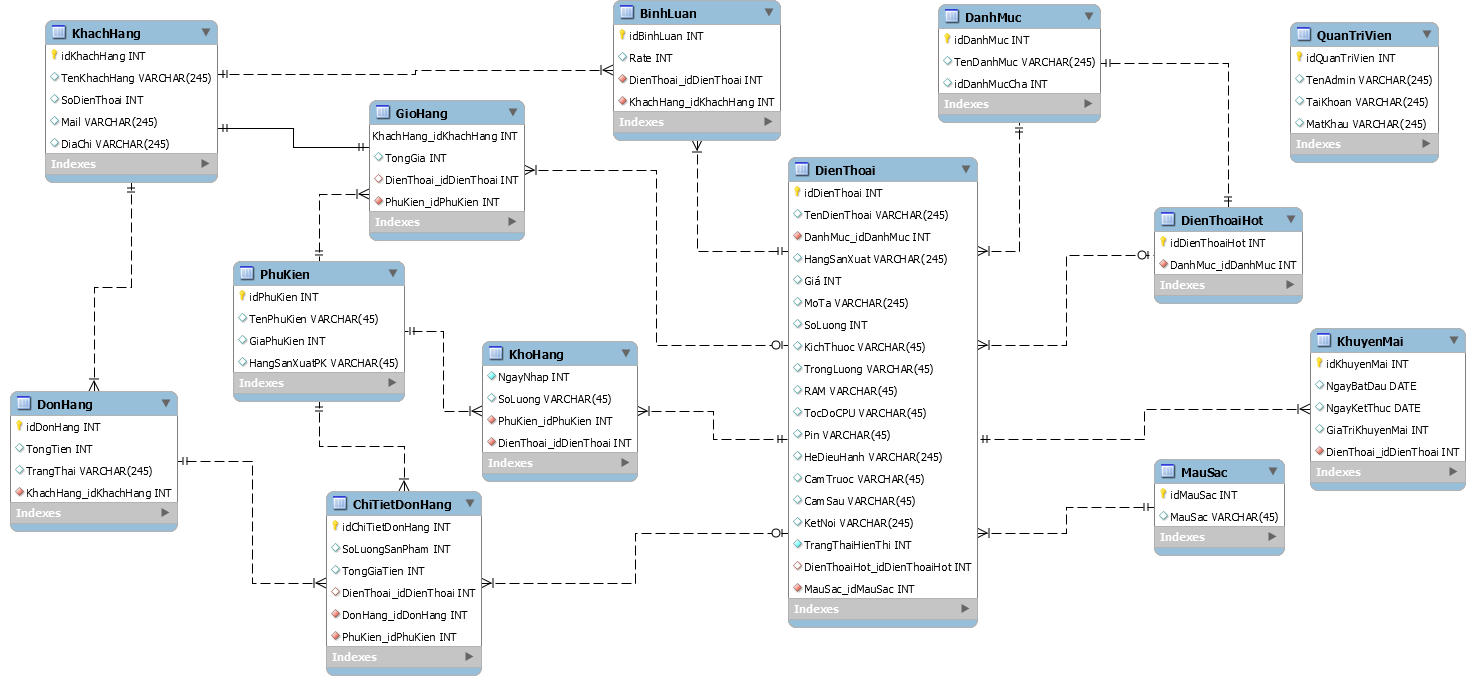 KhachHang
idKhachHang INT
TenKhachHang VARCHAR(245)
SoDienThoai INT
Mail VARCHAR(245)
DiaChi VARCHAR(245)
Indexes
GioHang
KhachHang_idKhachHang INT
TongGia INT
DienThoai_idDienThoai INT
PhuKien_idPhuKien INT
Indexes
BinhLuan
idBinhLuan INT
Rate INT
DienThoai_idDienThoai INT
KhachHang_idKhachHang INT
Indexes
DanhMuc
idDanhMuc INT
TenDanhMuc VARCHAR(245)
idDanhMucCha INT
Indexes
QuanTriVien
idQuanTriVien INT
TenAdmin VARCHAR(245)
TaiKhoan VARCHAR(245)
MatKhau VARCHAR(245)
Indexes
PhuKien
idPhuKien INT
TenPhuKien VARCHAR(45)
GiaPhuKien INT
HangSanXuatPK VARCHAR(45)
Indexes
KhoHang
NgayNhap INT
SoLuong VARCHAR(45)
PhuKien_idPhuKien INT
DienThoai_idDienThoai INT
Indexes
DienThoai
idDienThoai INT
TenDienThoai VARCHAR(245)
DanhMuc_idDanhMuc INT
HangSanXuat VARCHAR(245)
Giá INT
MoTa VARCHAR(245)
SoLuong INT
KichThuoc VARCHAR(45)
TrongLuong VARCHAR(45)
RAM VARCHAR(45)
TocDoCPU VARCHAR(45)
Pin VARCHAR(45)
HeDieuHanh VARCHAR(245)
CamTruoc VARCHAR(45)
CamSau VARCHAR(45)
KetNoi VARCHAR(245)
TrangThaiHienThi INT
DienThoaiHot_idDienThoaiHot INT
MauSac_idMauSac INT
Indexes
DienThoaiHot
idDienThoaiHot INT
DanhMuc_idDanhMuc INT
Indexes
KhuyenMai
idKhuyenMai INT
NgayBatDau DATE
NgayKetThuc DATE
GiaTriKhuyenMai INT
DienThoai_idDienThoai INT
Indexes
DonHang
idDonHang INT
TongTien INT
TrangThai VARCHAR(245)
KhachHang_idKhachHang INT
Indexes
ChiTietDonHang
idChiTietDonHang INT
SoLuongSanPham INT
TongGiaTien INT
DienThoai_idDienThoai INT
DonHang_idDonHang INT
PhuKien_idPhuKien INT
Indexes
MauSac
idMauSac INT
MauSac VARCHAR(45)
Indexes